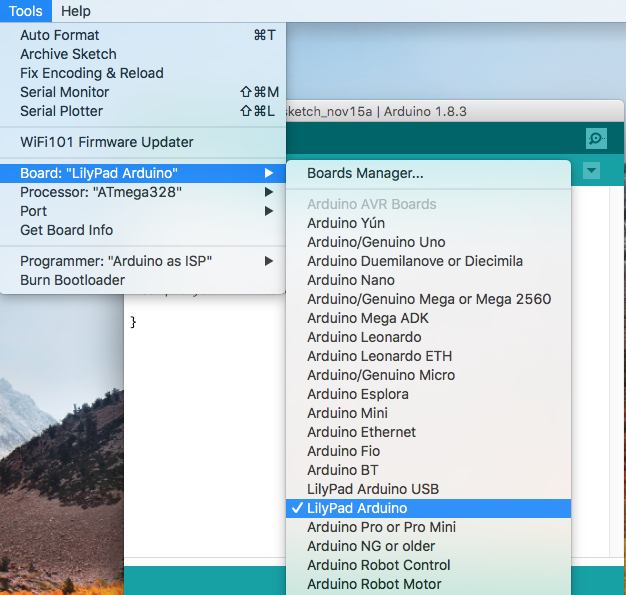 Tools Help
Auto Format ⌘T
Archive Sketch
Fix Encoding & Reload
Serial Monitor ⇧⌘M
Serial Plotter ⇧⌘L
WiFi101 Firmware Updater
Board: "LilyPad Arduino"
Processor: "ATmega328"
Port
Get Board Info
Programmer: "Arduino as ISP"
Burn Bootloader
sketch_nov15a | Arduino 1.8.3
}
Boards Manager...
Arduino AVR Boards
Arduino Yún
Arduino/Genuino Uno
Arduino Duemilanove or Diecimila
Arduino Nano
Arduino/Genuino Mega or Mega 2560
Arduino Mega ADK
Arduino Leonardo
Arduino Leonardo ETH
Arduino/Genuino Micro
Arduino Esplora
Arduino Mini
Arduino Ethernet
Arduino Fio
Arduino BT
LilyPad Arduino USB
✓ LilyPad Arduino
Arduino Pro or Pro Mini
Arduino NG or older
Arduino Robot Control
Arduino Robot Motor